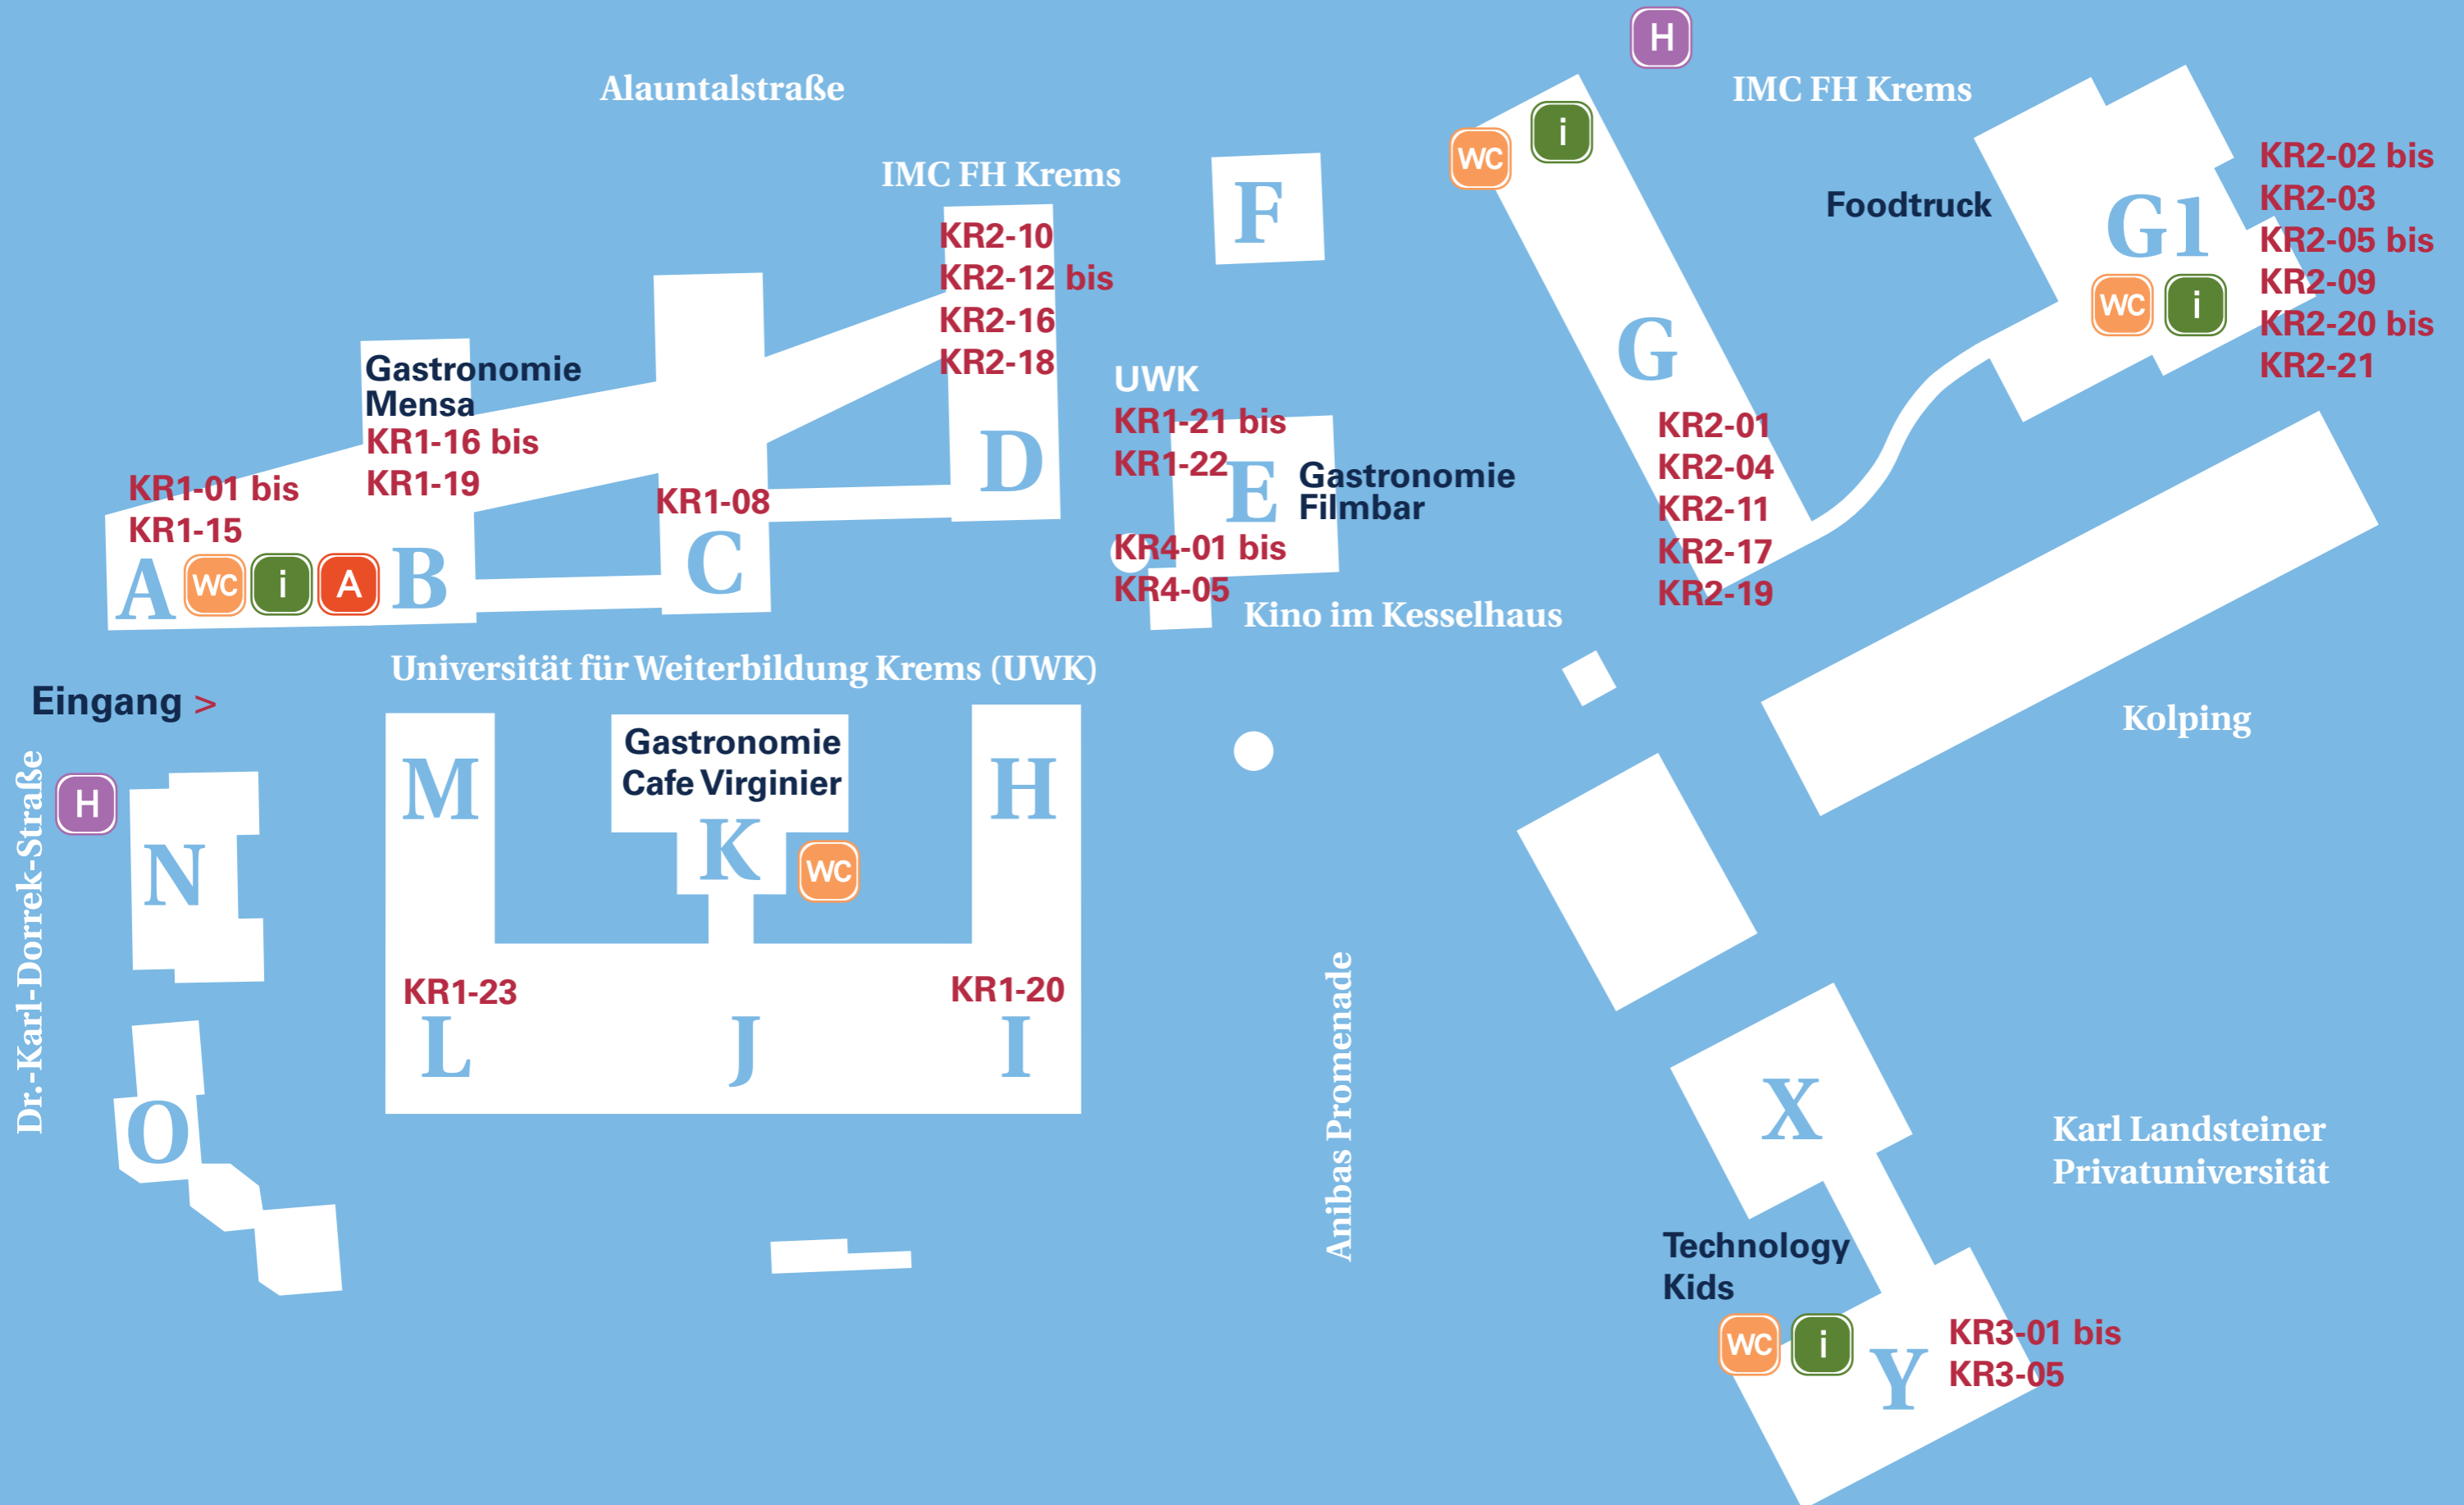 H
Alauntalstraße
IMC FH Krems
WC
i
IMC FH Krems
KR2-10
KR2-12 bis
KR2-16
KR2-18
D
F
G
KR2-01
KR2-04
KR2-11
KR2-17
KR2-19
Foodtruck
G1
WC
i
KR2-02 bis
KR2-03
KR2-05 bis
KR2-09
KR2-20 bis
KR2-21
Gastronomie
Mensa
KR1-16 bis
KR1-19
KR1-01 bis
KR1-15
A
WC
i
A
B
KR1-08
C
UWK
KR1-21 bis
KR1-22
E
Gastronomie
Filmbar
KR4-01 bis
KR4-05
Kino im Kesselhaus
Universität für Weiterbildung Krems (UWK)
Eingang >
Dr.-Karl-Dorrek-Straße
H
N
O
M
Gastronomie
Cafe Virginier
K
WC
H
KR1-23
L
J
KR1-20
I
Anibas Promenade
Kolping
X
Karl Landsteiner
Privatuniversität
Technology
Kids
WC
i
Y
KR3-01 bis
KR3-05